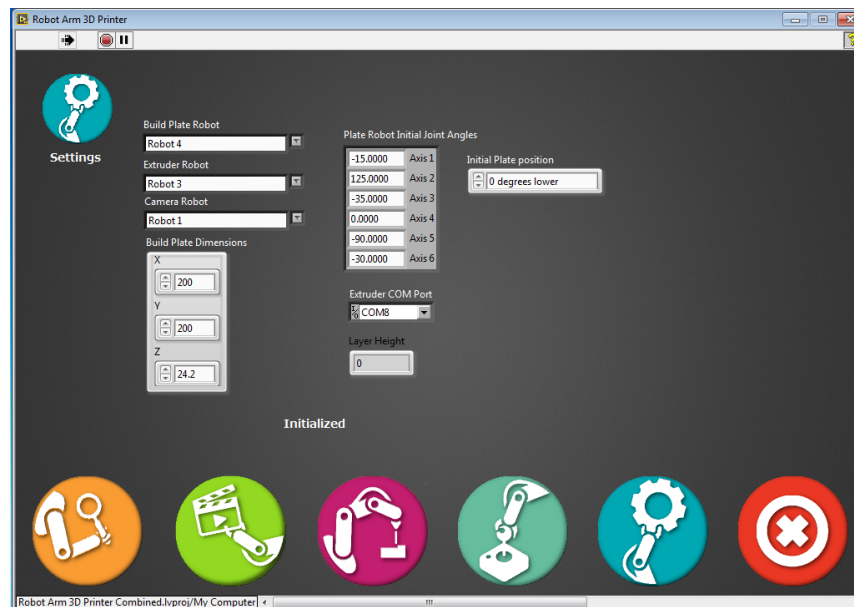 Robot Arm 3D Printer
Settings
Build Plate Robot
Robot 4
Extruder Robot
Robot 3
Camera Robot
Robot 1
Build Plate Dimensions
X
200
Y
200
Z
24.2
Plate Robot Initial Joint Angles
-15.0000 Axis 1
125.0000 Axis 2
-35.0000 Axis 3
0.0000 Axis 4
-90.0000 Axis 5
-30.0000 Axis 6
Extruder COM Port
COM8
Layer Height
0
Initial Plate position
0 degrees lower
Initialized
Robot Arm 3D Printer Combined.lvproj/My Computer